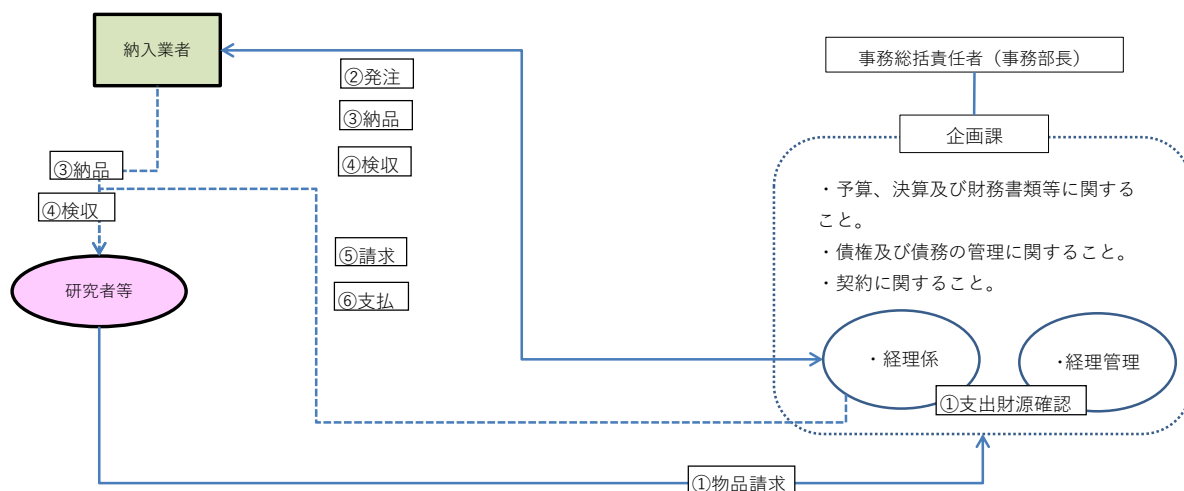 納入業者
事務総括責任者（事務部長）
②発注
③納品
④検収
企画課
③納品
④検収
・予算、決算及び財務書類等に関する
こと。
・債権及び債務の管理に関すること。
・契約に関すること。
⑤請求
⑥支払
研究者等
・経理係
・経理管理
①支出財源確認
①物品請求